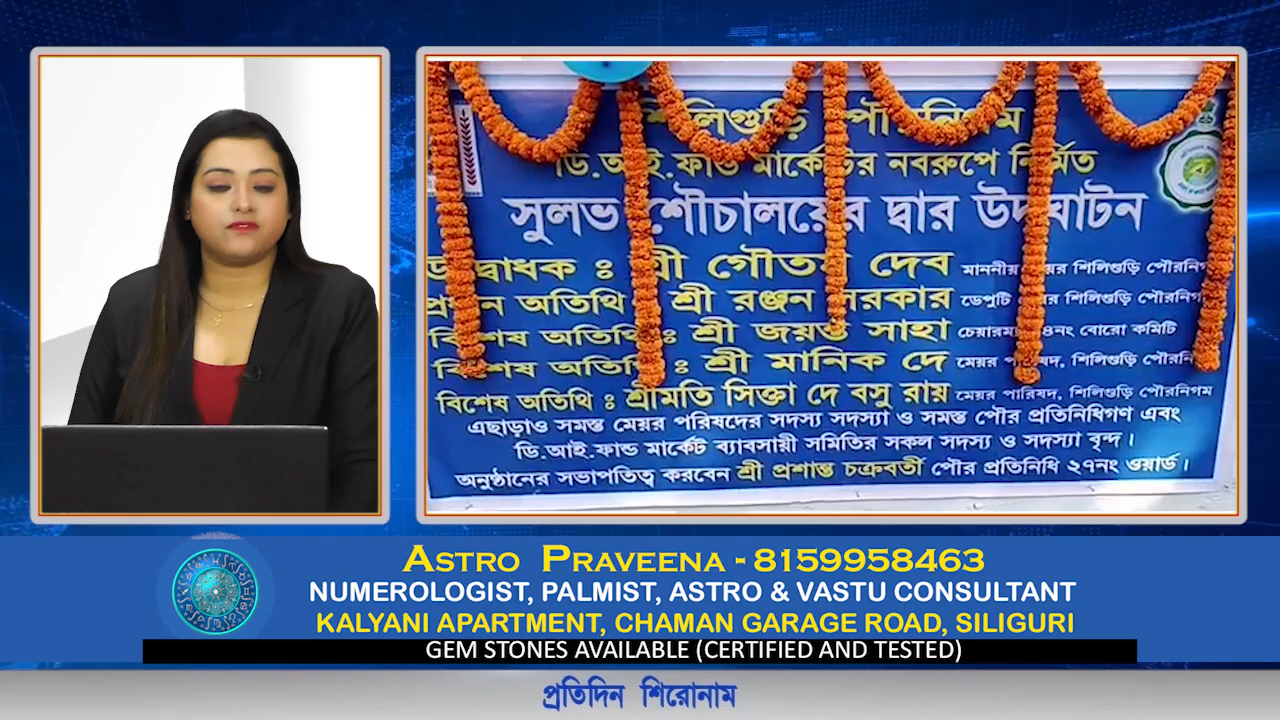 শিলিগুড়ি পৌরনিগম
ডি.আই.ফান্ড মার্কেটের নবরুপে নির্মিত
সুলভ শৌচালয়ের দ্বার উদঘাটন
শ্রী গৌতম দেব মাননীয় মেয়র শিলিগুড়ি পৌরনিগম
প্রধান অতিথি : শ্রী রঞ্জন সরকার ডেপুটি মেয়র শিলিগুড়ি পৌরনিগম
বিশেষ অতিথি : শ্রী জয়ন্ত সাহা চেয়ারম্যান ৪নং বোরো কমিটি
বিশেষ অতিথি : শ্রী মানিক দে মেয়র পারিষদ, শিলিগুড়ি পৌরনিগম
বিশেষ অতিথি : শ্রীমতি সিক্তা দে বসু রায় মেয়র পারিষদ, শিলিগুড়ি পৌরনিগম
এছাড়াও সমস্ত মেয়র পরিষদের সদস্য সদস্যা ও সমস্ত পৌর প্রতিনিধিগণ এবং
ডি.আই.ফান্ড মার্কেট ব্যাবসায়ী সমিতির সকল সদস্য ও সদস্যা বৃন্দ।
অনুষ্ঠানের সভাপতিত্ব করবেন শ্রী প্রশান্ত চক্রবর্তী পৌর প্রতিনিধি ২৭নং ওয়ার্ড।
ASTRO PRAVEENA - 8159958463
NUMEROLOGIST, PALMIST, ASTRO & VASTU CONSULTANT
KALYANI APARTMENT, CHAMAN GARAGE ROAD, SILIGURI
GEM STONES AVAILABLE (CERTIFIED AND TESTED)
প্রতিদিন শিরোনাম